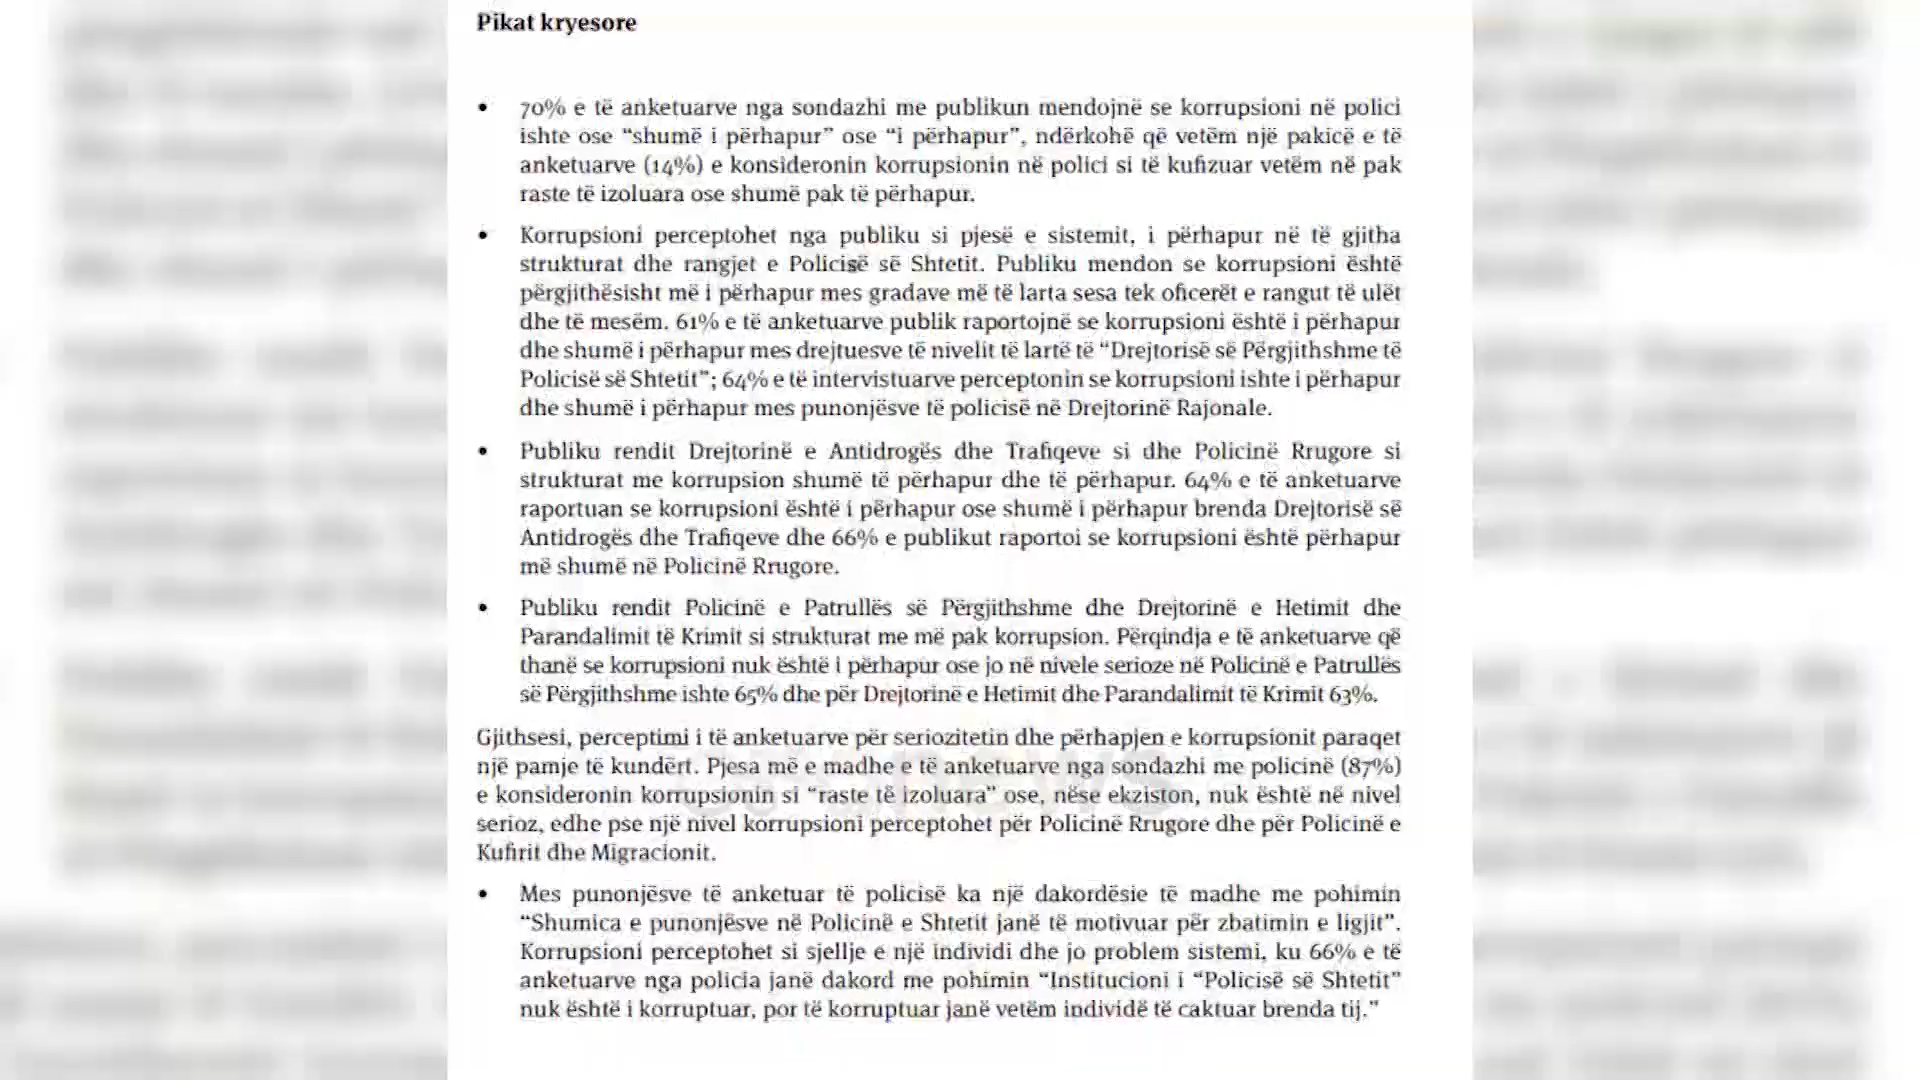 Pikat kryesore
• 70% e të anketuarve nga sondazhi me publikun mendojnë se korrupsioni në polici
ishte ose “shumë i përhapur” ose “i përhapur”, ndërkohë që vetëm një pakicë e të
anketuarve (14%) e konsideronin korrupsionin në polici si të kufizuar vetëm në pak
raste të izoluara ose shumë pak të përhapur.
• Korrupsioni perceptohet nga publiku si pjesë e sistemit, i përhapur në të gjitha
strukturat dhe rangjet e Policisë së Shtetit. Publiku mendon se korrupsioni është
përgjithësisht më i përhapur mes gradave më të larta sesa tek oficerët e rangut të ulët
dhe të mesëm. 61% e të anketuarve publik raportojnë se korrupsioni është i përhapur
dhe shumë i përhapur mes drejtuesve të nivelit të lartë të “Drejtorisë së Përgjithshme të
Policisë së Shtetit”; 64% e të intervistuarve perceptonin se korrupsioni ishte i përhapur
dhe shumë i përhapur mes punonjësve të policisë në Drejtorinë Rajonale.
• Publiku rendit Drejtorinë e Antidrogës dhe Trafiqeve si dhe Policinë Rrugore si
strukturat me korrupsion shumë të përhapur dhe të përhapur. 64% e të anketuarve
raportuan se korrupsioni është i përhapur ose shumë i përhapur brenda Drejtorisë së
Antidrogës dhe Trafiqeve dhe 66% e publikut raportoi se korrupsioni është përhapur
më shumë në Policinë Rrugore.
• Publiku rendit Policinë e Patrullës së Përgjithshme dhe Drejtorinë e Hetimit dhe
Parandalimit të Krimit si strukturat me më pak korrupsion. Përqindja e të anketuarve që
thanë se korrupsioni nuk është i përhapur ose jo në nivele serioze në Policinë e Patrullës
së Përgjithshme ishte 65% dhe për Drejtorinë e Hetimit dhe Parandalimit të Krimit 63%.
Gjithsesi, perceptimi i të anketuarve për seriozitetin dhe përhapjen e korrupsionit paraqet
një pamje të kundërt. Pjesa më e madhe e të anketuarve nga sondazhi me policinë (87%)
e konsideronin korrupsionin si “raste të izoluara” ose, nëse ekziston, nuk është në nivel
serioz, edhe pse një nivel korrupsioni perceptohet për Policinë Rrugore dhe për Policinë e
Kufirit dhe Migracionit.
• Mes punonjësve të anketuar të policisë ka një dakordësie të madhe me pohimin
“Shumica e punonjësve në Policinë e Shtetit janë të motivuar për zbatimin e ligjit”.
Korrupsioni perceptohet si sjellje e një individi dhe jo problem sistemi, ku 66% e të
anketuarve nga policia janë dakord me pohimin “Institucioni i “Policisë së Shtetit”
nuk është i korruptuar, por të korruptuar janë vetëm individë të caktuar brenda tij.”